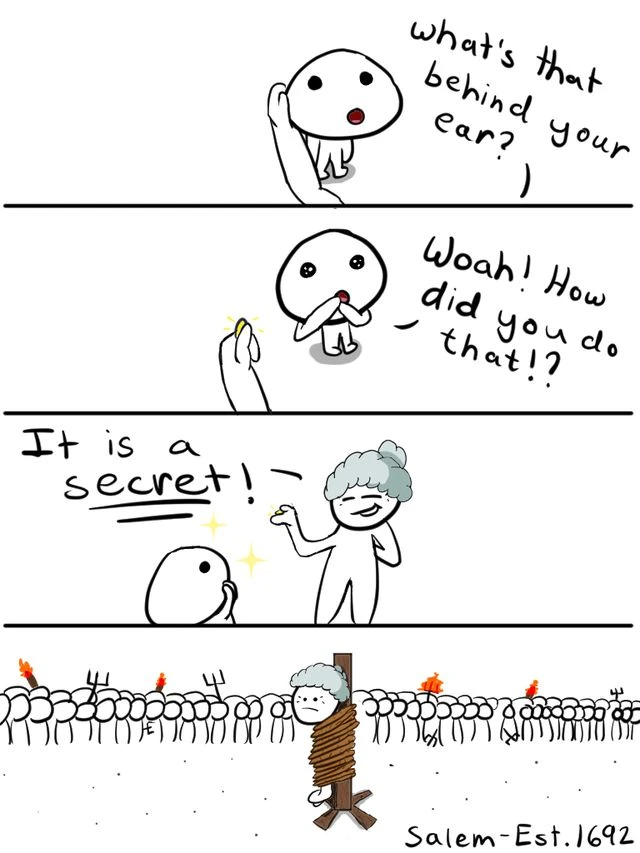 what's that
behind your
ear?
Woah! How
did you do
that!?
It is a
secret!
Salem-Est.1692